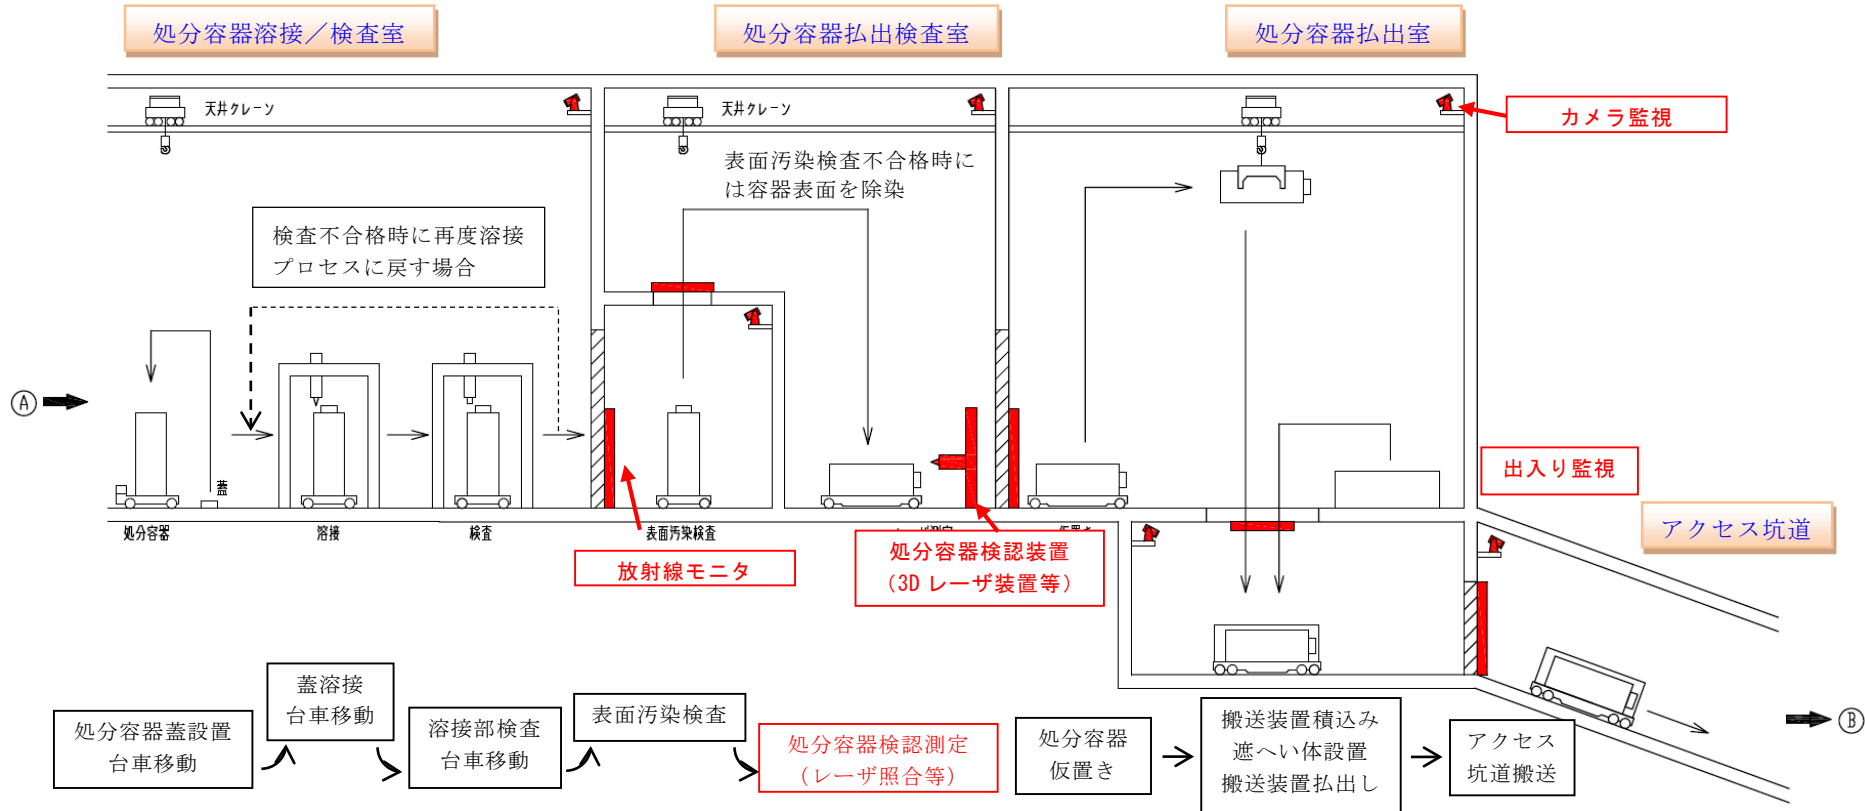 処分容器溶接／検査室
処分容器払出検査室
処分容器払出室
天井クレーン
天井クレーン
カメラ監視
表面汚染検査不合格時に
は容器表面を除染
検査不合格時に再度溶接
プロセスに戻す場合
Ⓐ
蓋
出入り監視
アクセス坑道
処分容器
溶接
検査
表面汚染検査
仮置き
放射線モニタ
処分容器検認装置
（3D レーザ装置等）
処分容器蓋設置
台車移動
蓋溶接
台車移動
溶接部検査
台車移動
表面汚染検査
処分容器検認測定
（レーザ照合等）
処分容器
仮置き
搬送装置積込み
遮へい体設置
搬送装置払出し
アクセス
坑道搬送
Ⓑ